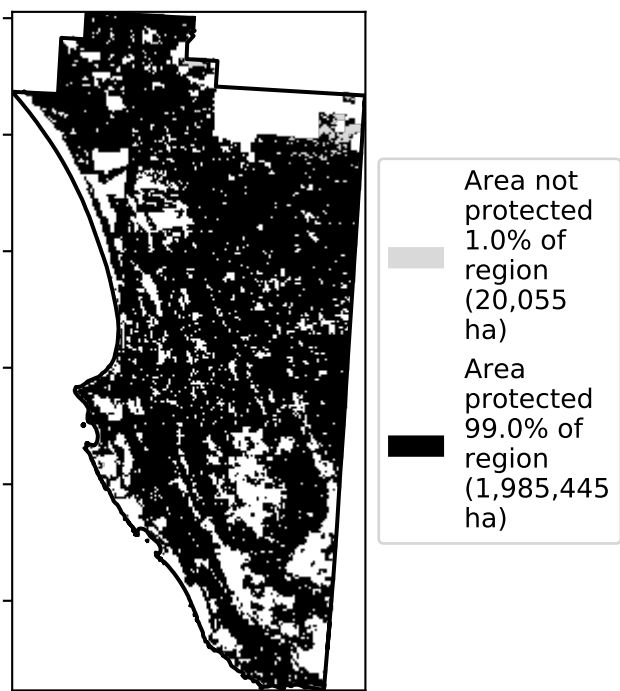 Area not
protected
1.0% of
region
(20,055
ha)
Area
protected
99.0% of
region
(1,985,445
ha)